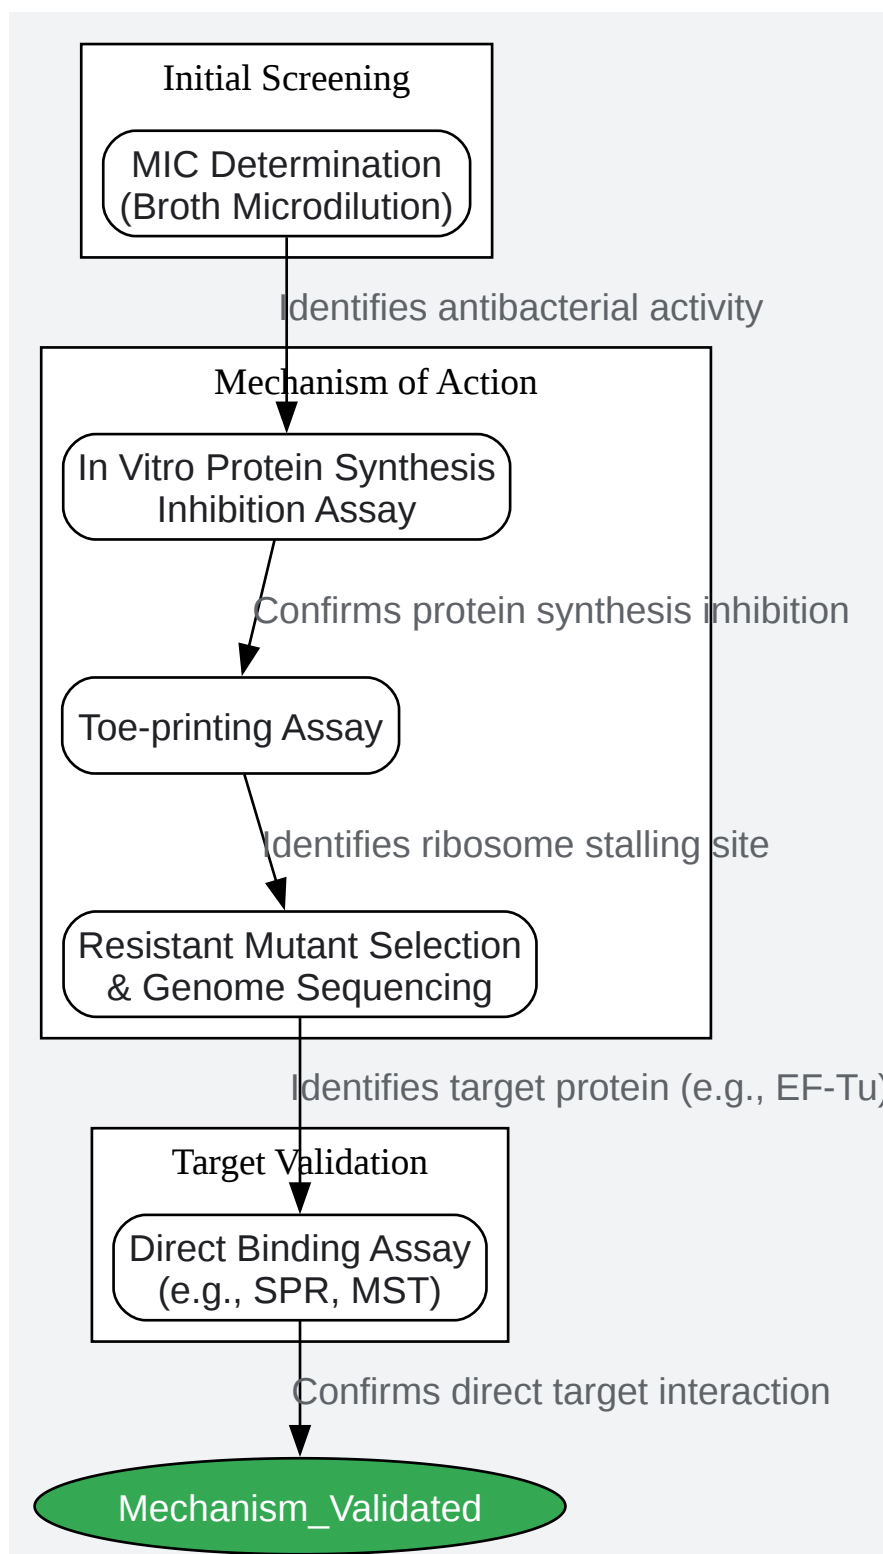 Initial Screening
MIC Determination
(Broth Microdilution)
Identifies antibacterial activity
Mechanism of Action
In Vitro Protein Synthesis
Inhibition Assay
Confirms protein synthesis inhibition
Toe-printing Assay
Identifies ribosome stalling site
Resistant Mutant Selection
& Genome Sequencing
Identifies target protein (e.g., EF-Tu)
Target Validation
Direct Binding Assay
(e.g., SPR, MST)
Confirms direct target interaction
Mechanism_Validated